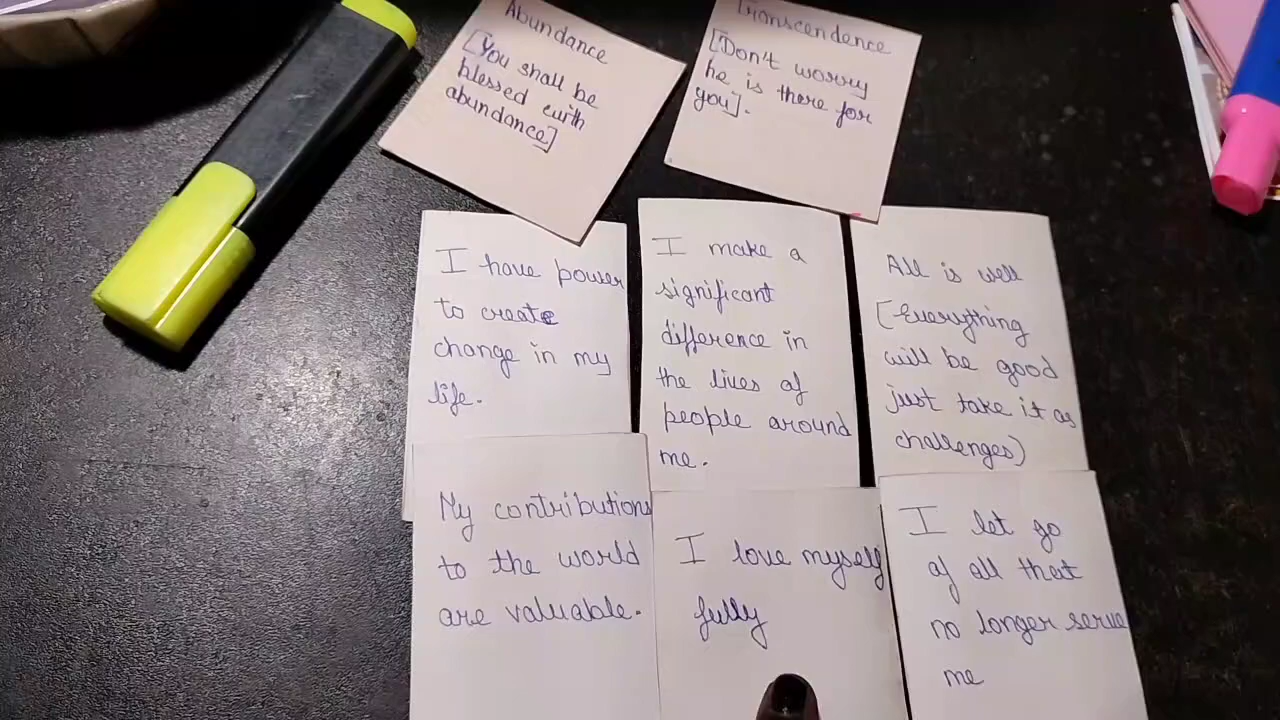 Abundance
[You shall be
blessed with
abundance]
Transcendence
[Don't worry
he is there for
you].
I have power
to create
change in my
life.
I make a
significant
difference in
the lives of
people around
me.
All is well
[Everything
will be good
just take it as
challenges)
My contributions
to the world
are valuable.
I love myself
fully
I let go
of all that
no longer serve
me